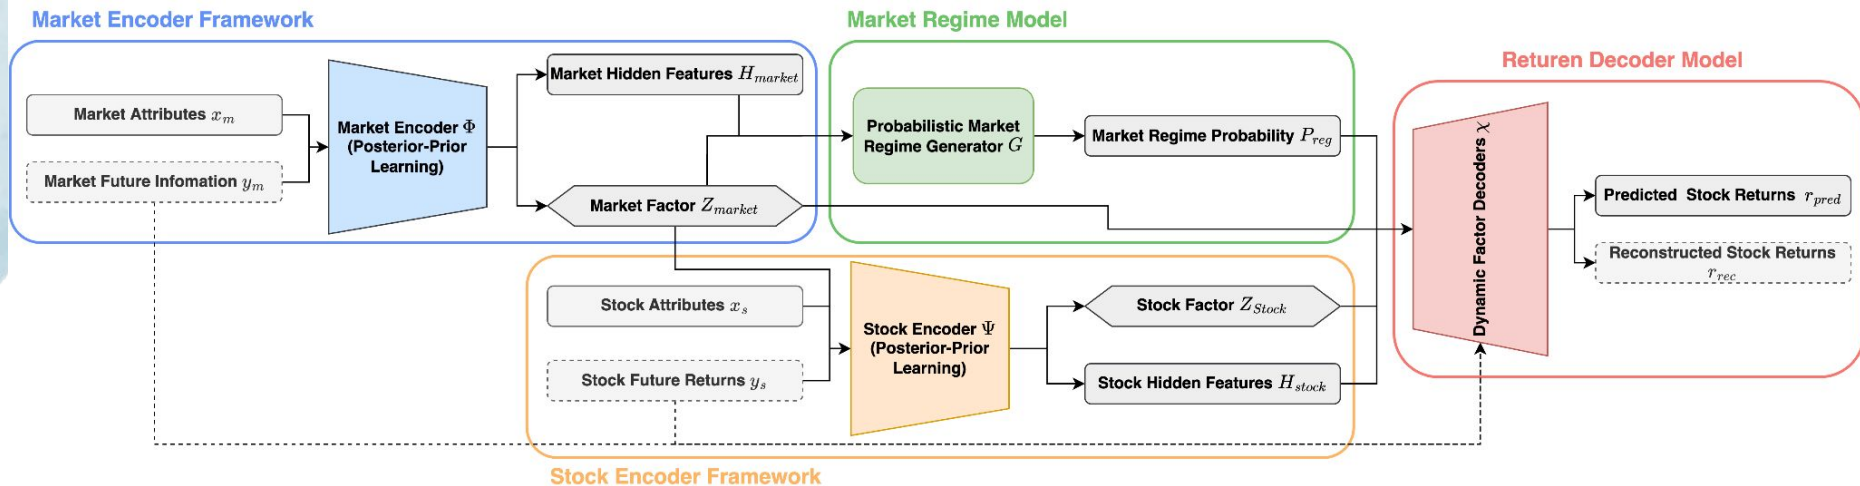 Market Encoder Framework
Market Regime Model
Returen Decoder Model
Market Attributes x_m
Market Future Infomation y_m
Market Encoder Φ
(Posterior-Prior
Learning)
Market Hidden Features H_market
Market Factor Z_market
Probabilistic Market
Regime Generator G
Market Regime Probability P_reg
Stock Attributes x_s
Stock Future Returns y_s
Stock Encoder Ψ
(Posterior-Prior
Learning)
Stock Factor Z_Stock
Stock Hidden Features H_stock
Dynamic Factor Decoders χ
Predicted Stock Returns r_pred
Reconstructed Stock Returns
r_rec
Stock Encoder Framework